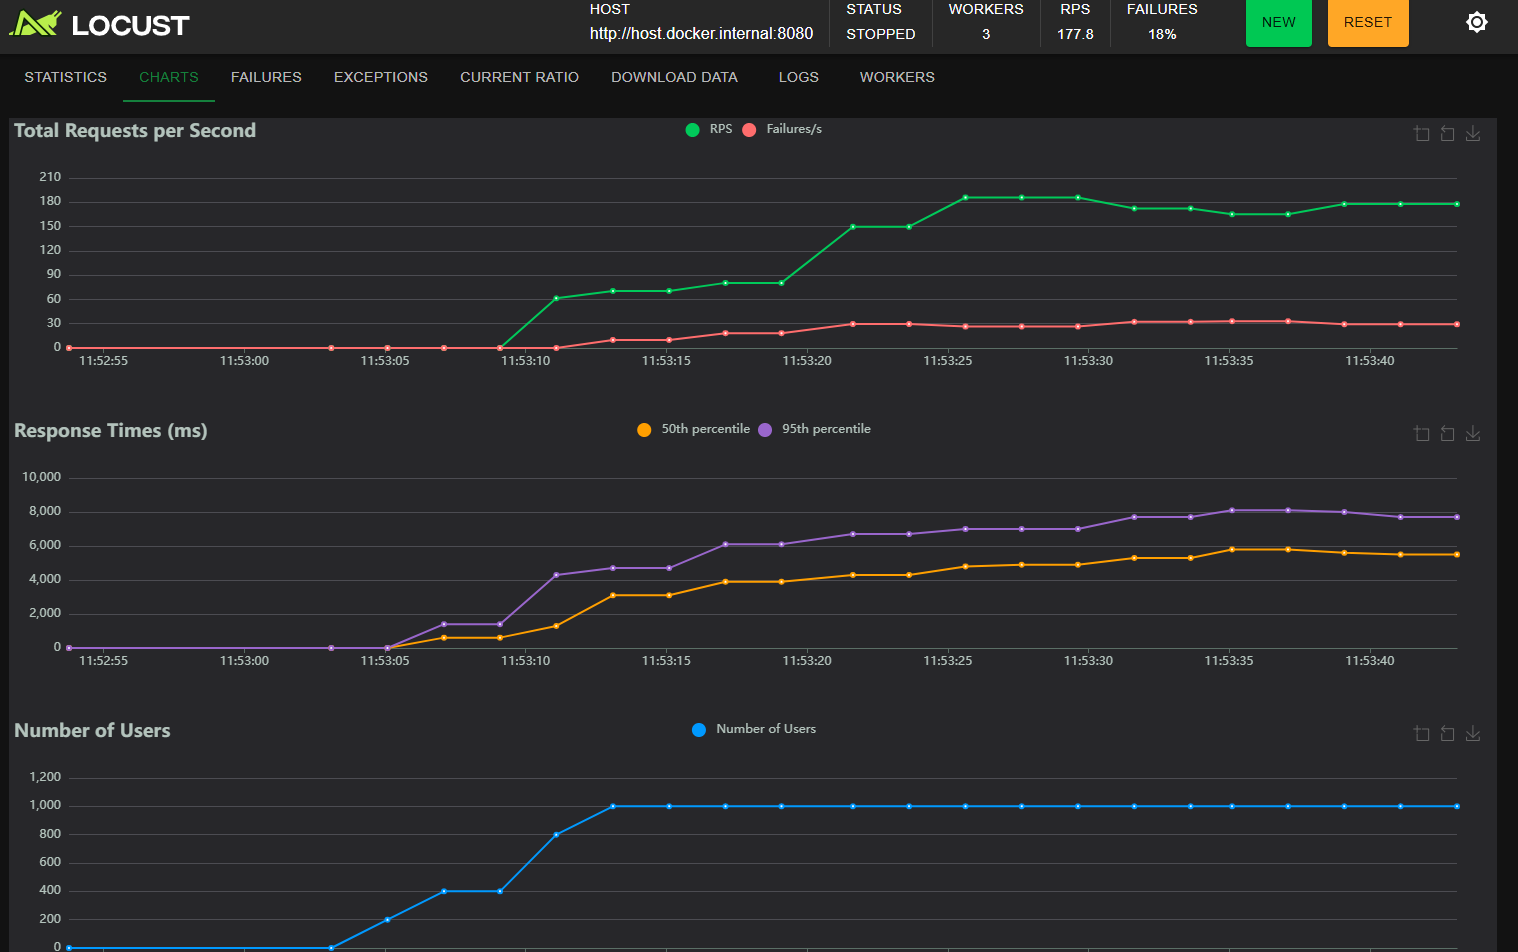 LOCUST
HOST
http://host.docker.internal:8080
STATUS
STOPPED
WORKERS
3
RPS
177.8
FAILURES
18%
NEW
RESET
STATISTICS CHARTS FAILURES EXCEPTIONS CURRENT RATIO DOWNLOAD DATA LOGS WORKERS
Total Requests per Second
RPS Failures/s
210
180
150
120
90
60
30
0
11:52:55 11:53:00 11:53:05 11:53:10 11:53:15 11:53:20 11:53:25 11:53:30 11:53:35 11:53:40
Response Times (ms)
50th percentile 95th percentile
10,000
8,000
6,000
4,000
2,000
0
11:52:55 11:53:00 11:53:05 11:53:10 11:53:15 11:53:20 11:53:25 11:53:30 11:53:35 11:53:40
Number of Users
Number of Users
1,200
1,000
800
600
400
200
0